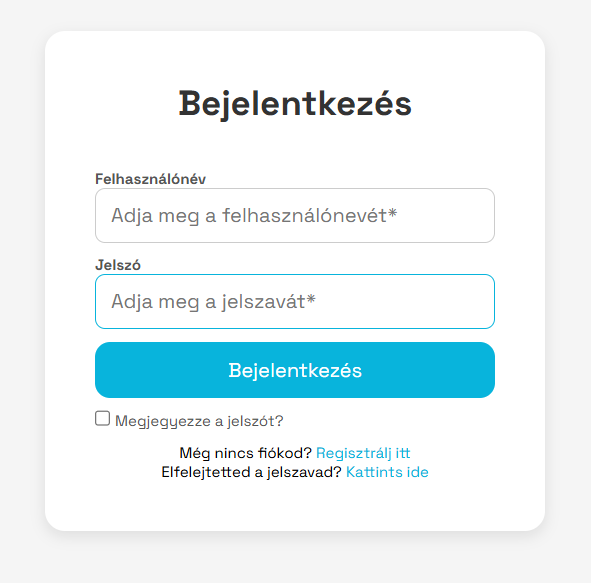 Bejelentkezés
Felhasználónév
Adja meg a felhasználónevét*
Jelszó
Adja meg a jelszavát*
Bejelentkezés
Megjegyezze a jelszót?
Még nincs fiókod? Regisztrálj itt
Elfelejtetted a jelszavad? Kattints ide